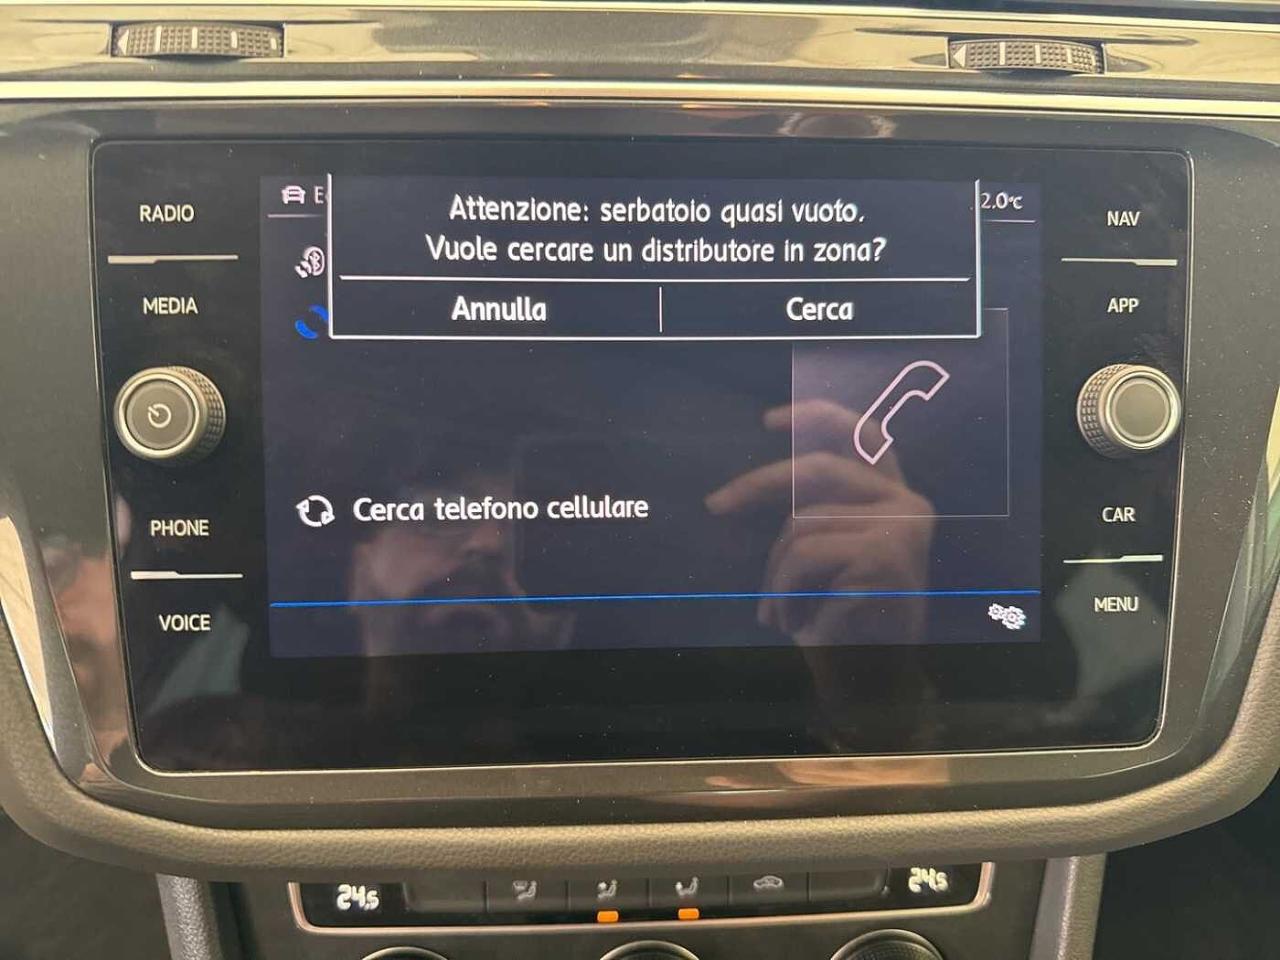 RADIO
MEDIA
PHONE
VOICE
Attenzione: serbatoio quasi vuoto.
Vuole cercare un distributore in zona?
Annulla
Cerca
2.0°C
Cerca telefono cellulare
NAV
APP
CAR
MENU
24.5
24.5